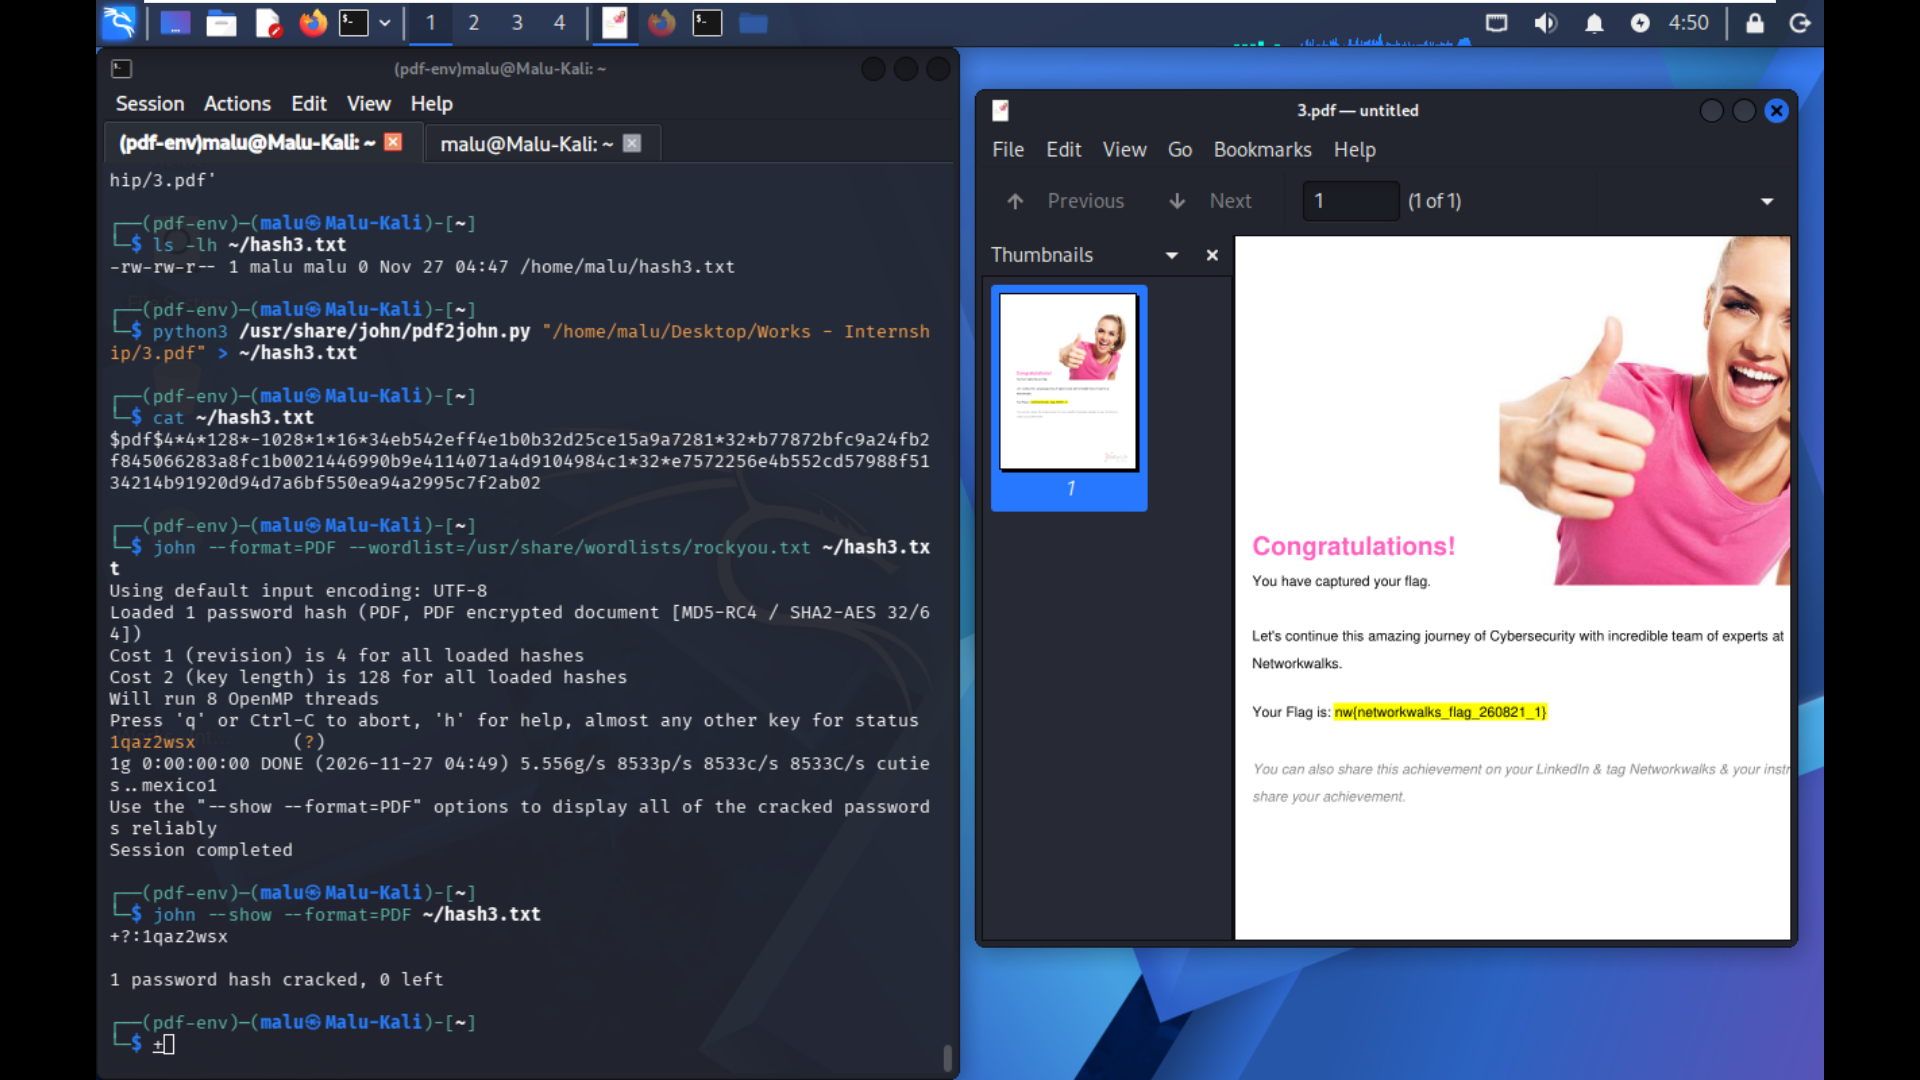 1 2 3 4 4:50
(pdf-env)malu@Malu-Kali: ~
Session Actions Edit View Help
(pdf-env)malu@Malu-Kali: ~ malu@Malu-Kali: ~
hip/3.pdf'
┌──(pdf-env)─(malu㉿Malu-Kali)-[~]
└─$ ls -lh ~/hash3.txt
-rw-rw-r-- 1 malu malu 0 Nov 27 04:47 /home/malu/hash3.txt
┌──(pdf-env)─(malu㉿Malu-Kali)-[~]
└─$ python3 /usr/share/john/pdf2john.py "/home/malu/Desktop/Works - Internsh
ip/3.pdf" > ~/hash3.txt
┌──(pdf-env)─(malu㉿Malu-Kali)-[~]
└─$ cat ~/hash3.txt
$pdf$4*4*128*-1028*1*16*34eb542eff4e1b0b32d25ce15a9a7281*32*b77872bfc9a24fb2
f845066283a8fc1b0021446990b9e4114071a4d9104984c1*32*e7572256e4b552cd57988f51
34214b91920d94d7a6bf550ea94a2995c7f2ab02
┌──(pdf-env)─(malu㉿Malu-Kali)-[~]
└─$ john --format=PDF --wordlist=/usr/share/wordlists/rockyou.txt ~/hash3.tx
t
Using default input encoding: UTF-8
Loaded 1 password hash (PDF, PDF encrypted document [MD5-RC4 / SHA2-AES 32/6
4])
Cost 1 (revision) is 4 for all loaded hashes
Cost 2 (key length) is 128 for all loaded hashes
Will run 8 OpenMP threads
Press 'q' or Ctrl-C to abort, 'h' for help, almost any other key for status
1qaz2wsx         (?)
1g 0:00:00:00 DONE (2026-11-27 04:49) 5.556g/s 8533p/s 8533c/s 8533C/s cutie
s..mexico1
Use the "--show --format=PDF" options to display all of the cracked password
s reliably
Session completed
┌──(pdf-env)─(malu㉿Malu-Kali)-[~]
└─$ john --show --format=PDF ~/hash3.txt
+?:1qaz2wsx
1 password hash cracked, 0 left
┌──(pdf-env)─(malu㉿Malu-Kali)-[~]
└─$ +
3.pdf — untitled
File Edit View Go Bookmarks Help
Previous Next 1 (1 of 1)
Thumbnails
Congratulations!
1
Congratulations!
You have captured your flag.
Let's continue this amazing journey of Cybersecurity with incredible team of experts at
Networkwalks.
Your Flag is: nw{networkwalks_flag_260821_1}
You can also share this achievement on your LinkedIn & tag Networkwalks & your instr
share your achievement.